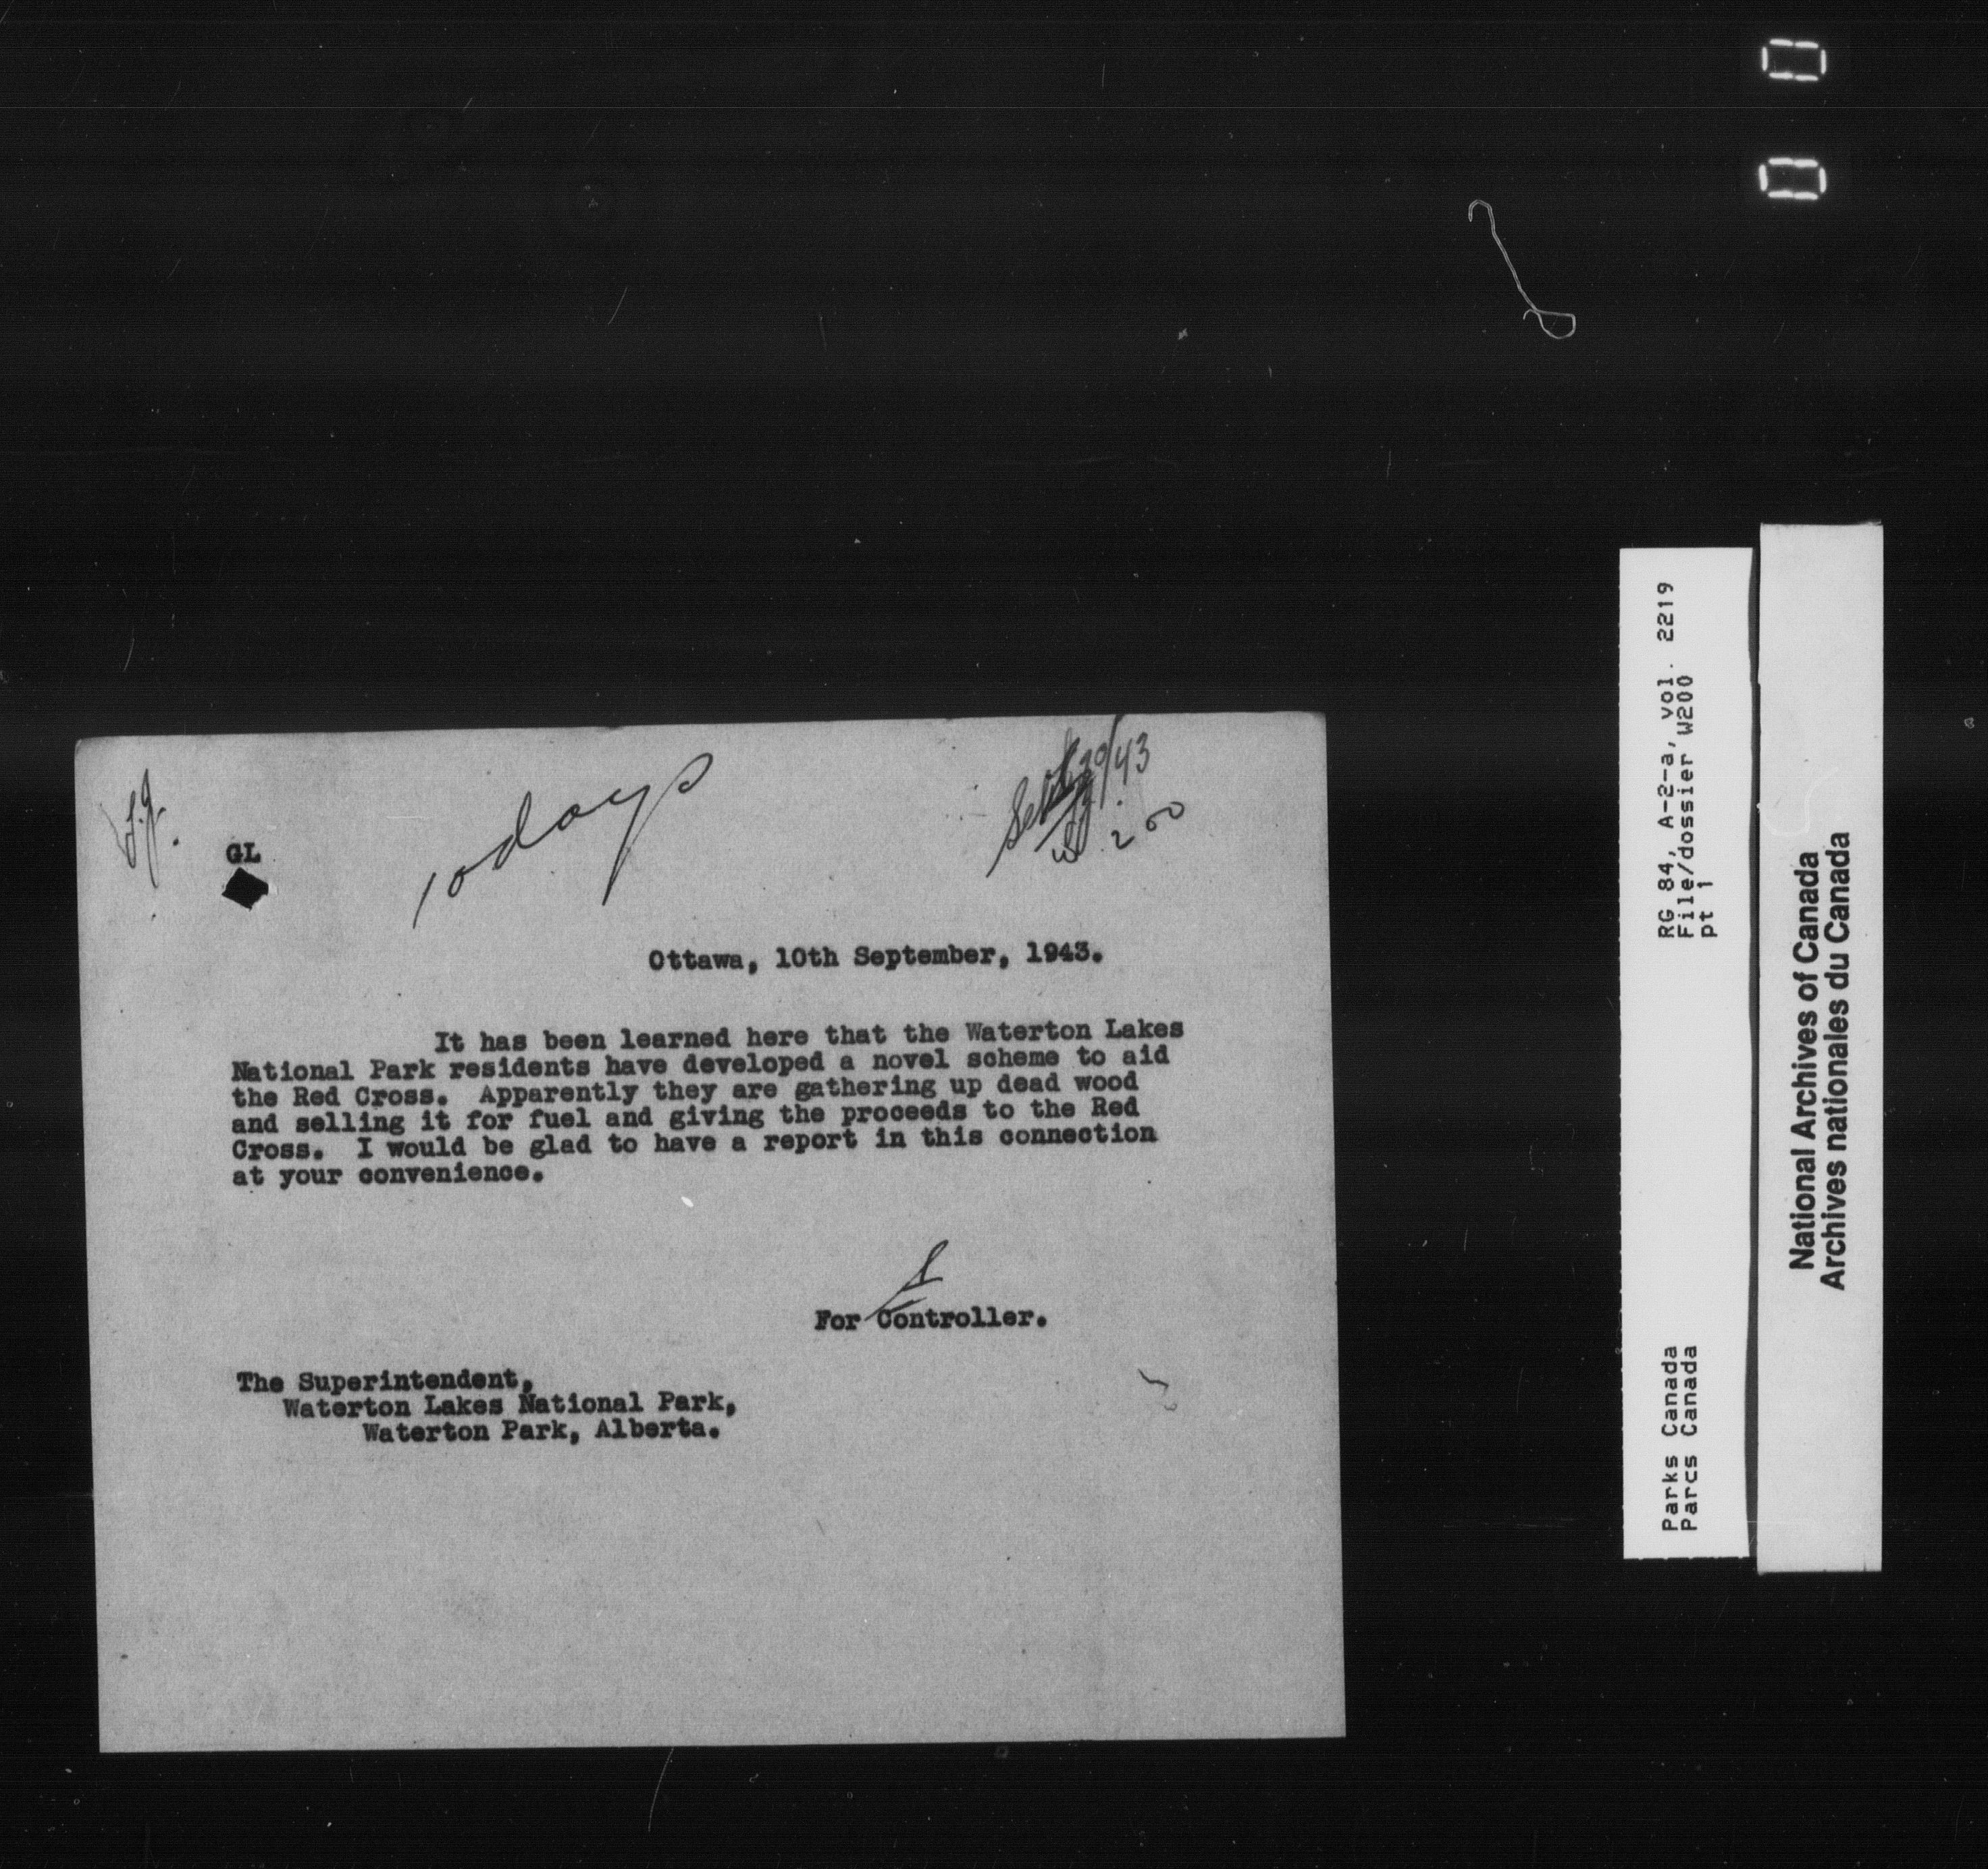 10 days
Sept 20/43
W 200
GL
Ottawa, 10th September, 1943.
It has been learned here that the Waterton Lakes
National Park residents have developed a novel scheme to aid
the Red Cross. Apparently they are gathering up dead wood
and selling it for fuel and giving the proceeds to the Red
Cross. I would be glad to have a report in this connection
at your convenience.
For Controller.
The Superintendent,
Waterton Lakes National Park,
Waterton Park, Alberta.
RG 84, A-2-a, vol. 2219
File/dossier W200
pt 1
Parks Canada
Parcs Canada
National Archives of Canada
Archives nationales du Canada